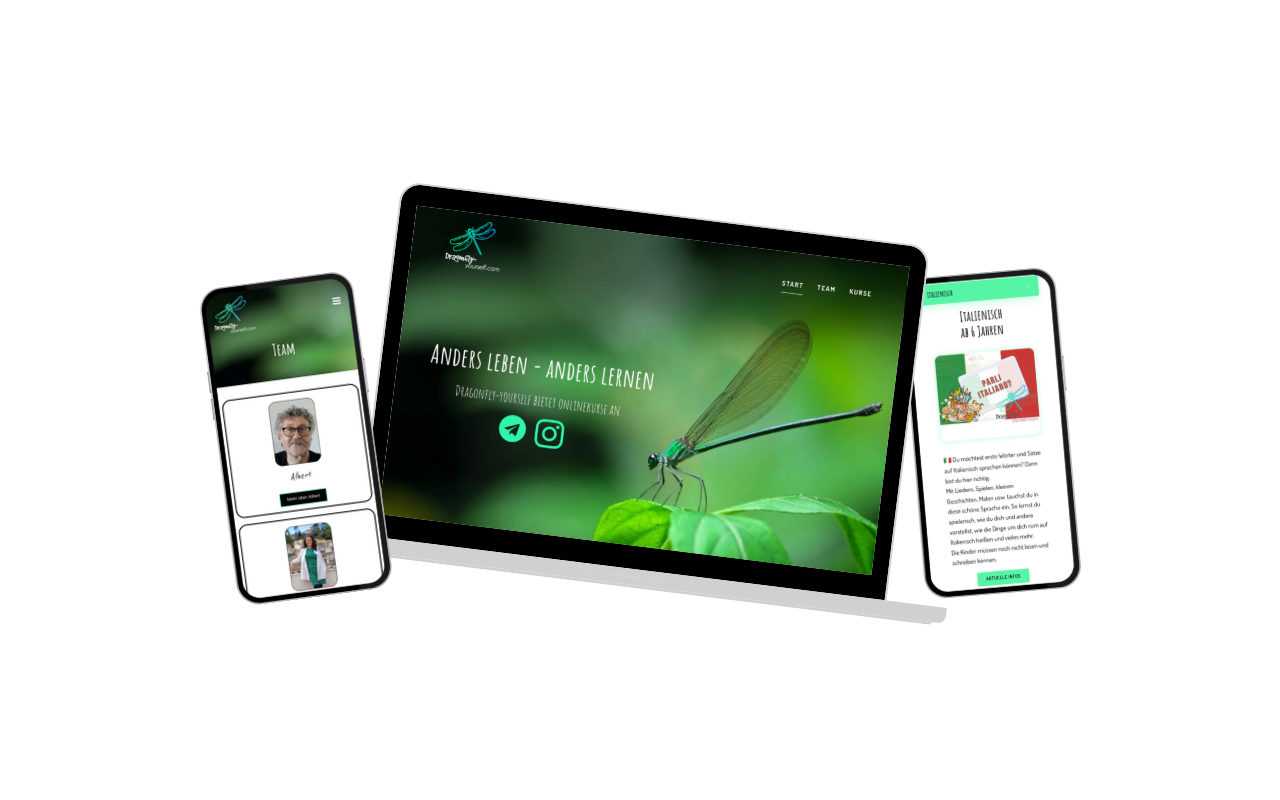 Dragonfly-
yourself.com
Team
Albert
Mehr über Albert
Dragonfly-
yourself.com
START TEAM KURSE
Anders leben - anders lernen
Dragonfly-yourself bietet Onlinekurse an
Italienisch
Italienisch
ab 6 Jahren
PARLI
ITALIANO?
Dragonfly-
yourself.com
🇮🇹 Du möchtest erste Wörter und Sätze
auf Italienisch sprechen können? Dann
bist du hier richtig.
Mit Liedern, Spielen, kleinen
Geschichten, Malen usw. tauchst du in
diese schöne Sprache ein. So lernst du
spielerisch, wie du dich und andere
vorstellst, wie die Dinge um dich rum auf
Italienisch heißen und vieles mehr.
Die Kinder müssen noch nicht lesen und
schreiben können.
AKTUELLE INFOS